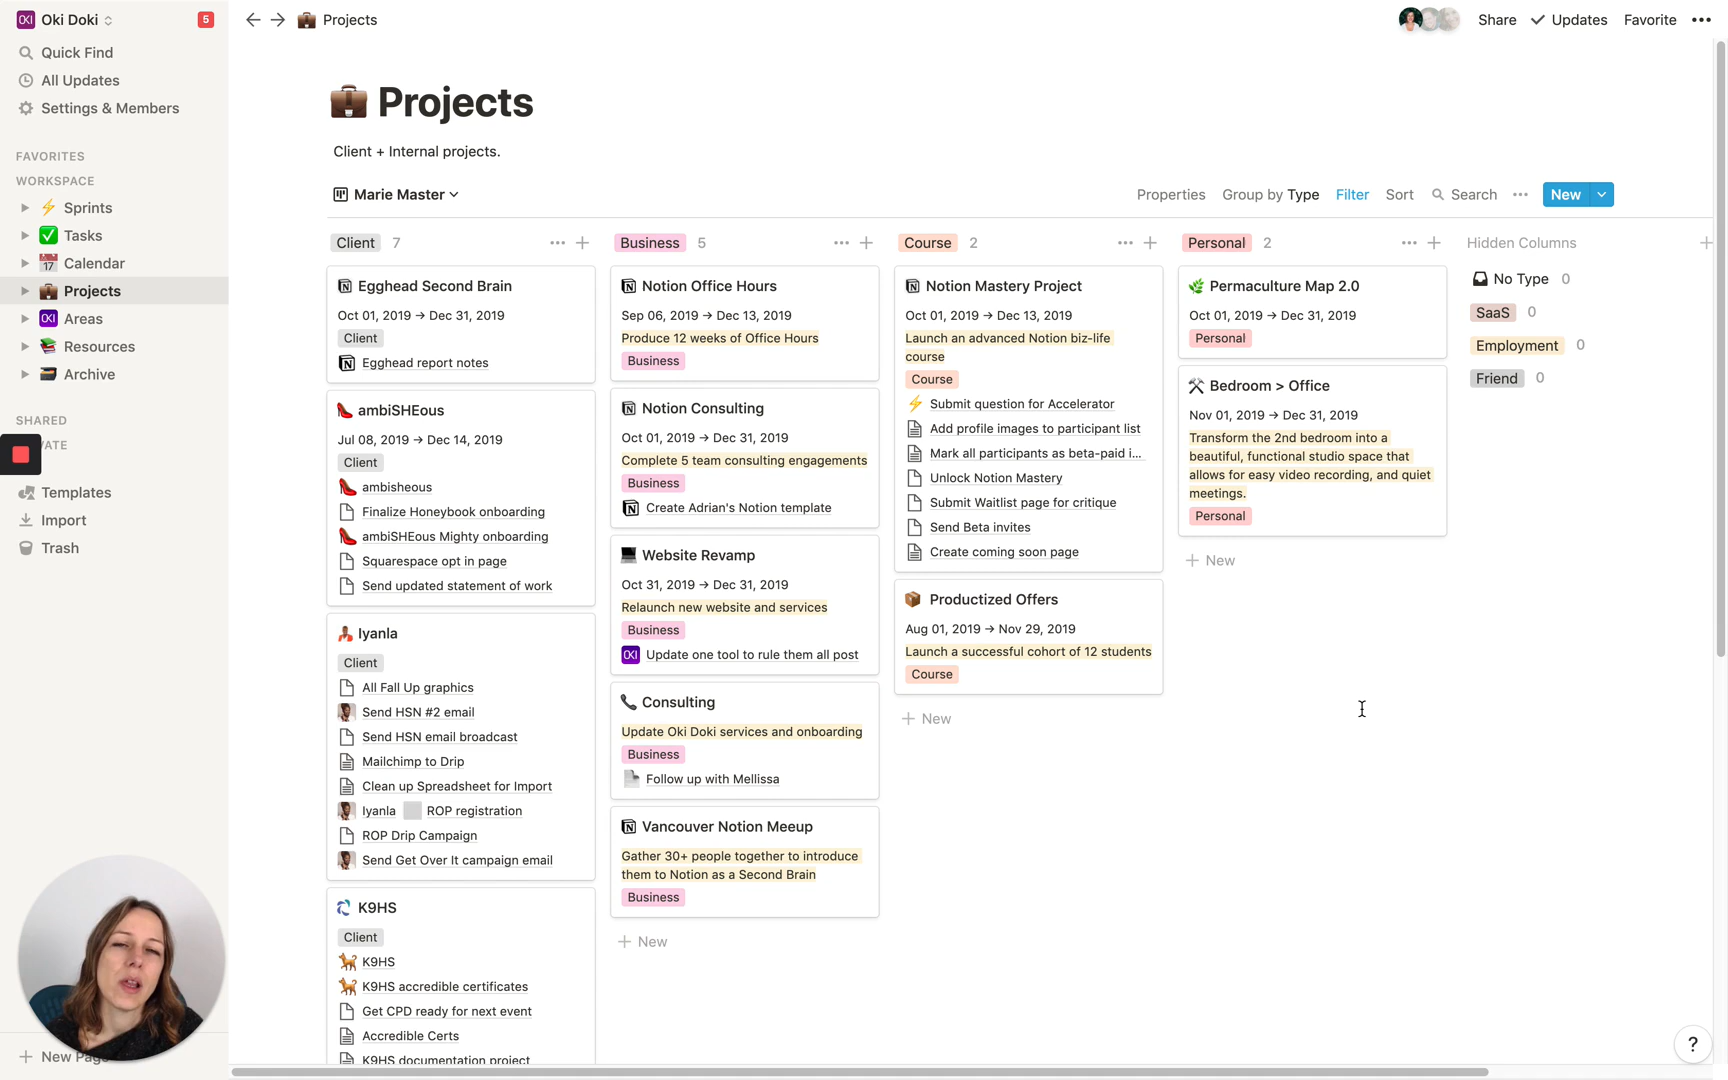 OKI Oki Doki
5
Quick Find
All Updates
Settings & Members
FAVORITES
WORKSPACE
Sprints
Tasks
17 Calendar
Projects
OKI Areas
Resources
Archive
SHARED
Templates
Import
Trash
New
Projects
Share
Updates
Favorite
Projects
Client + Internal projects.
Marie Master
Properties
Group by Type
Filter
Sort
Search
New
Client 7
Egghead Second Brain
Oct 01, 2019 → Dec 31, 2019
Client
Egghead report notes
ambiSHEous
Jul 08, 2019 → Dec 14, 2019
Client
ambisheous
Finalize Honeybook onboarding
ambiSHEous Mighty onboarding
Squarespace opt in page
Send updated statement of work
Iyanla
Client
All Fall Up graphics
Send HSN #2 email
Send HSN email broadcast
Mailchimp to Drip
Clean up Spreadsheet for Import
Iyanla ROP registration
ROP Drip Campaign
Send Get Over It campaign email
K9HS
Client
K9HS
K9HS accredible certificates
Get CPD ready for next event
Accredible Certs
K9HS documentation project
Business 5
Notion Office Hours
Sep 06, 2019 → Dec 13, 2019
Produce 12 weeks of Office Hours
Business
Notion Consulting
Oct 01, 2019 → Dec 31, 2019
Complete 5 team consulting engagements
Business
Create Adrian's Notion template
Website Revamp
Oct 31, 2019 → Dec 31, 2019
Relaunch new website and services
Business
OKI Update one tool to rule them all post
Consulting
Update Oki Doki services and onboarding
Business
Follow up with Mellissa
Vancouver Notion Meeup
Gather 30+ people together to introduce
them to Notion as a Second Brain
Business
New
Course 2
Notion Mastery Project
Oct 01, 2019 → Dec 13, 2019
Launch an advanced Notion biz-life
course
Course
Submit question for Accelerator
Add profile images to participant list
Mark all participants as beta-paid i...
Unlock Notion Mastery
Submit Waitlist page for critique
Send Beta invites
Create coming soon page
Productized Offers
Aug 01, 2019 → Nov 29, 2019
Launch a successful cohort of 12 students
Course
New
Personal 2
Permaculture Map 2.0
Oct 01, 2019 → Dec 31, 2019
Personal
Bedroom > Office
Nov 01, 2019 → Dec 31, 2019
Transform the 2nd bedroom into a
beautiful, functional studio space that
allows for easy video recording, and quiet
meetings.
Personal
New
Hidden Columns
No Type 0
SaaS 0
Employment 0
Friend 0
?